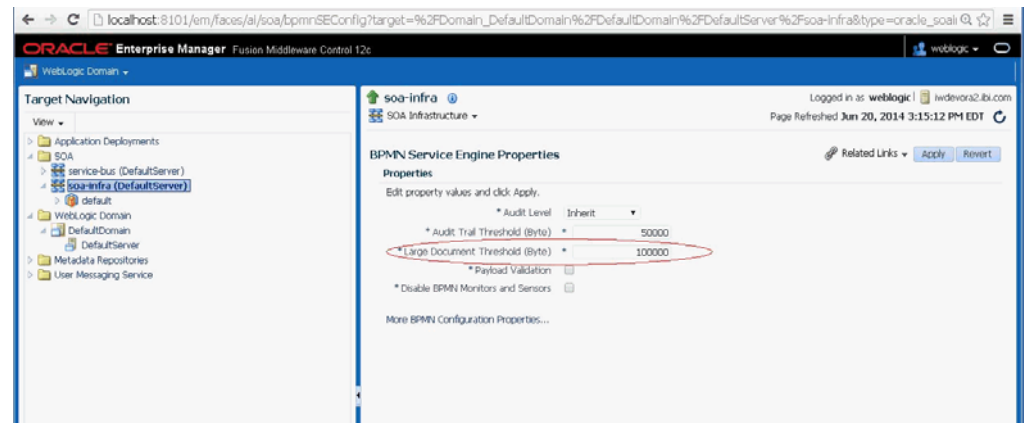 localhost:8101/em/faces/ai/soa/bpmnSEConfig?target=%2FDomain_DefaultDomain%2FDefaultDomain%2FDefaultServer%2Fsoa-infra&type=oracle_soai
ORACLE Enterprise Manager Fusion Middleware Control 12c
weblogic
WebLogic Domain
Target Navigation
View
Application Deployments
SOA
service-bus (DefaultServer)
soa-infra (DefaultServer)
default
WebLogic Domain
DefaultDomain
DefaultServer
Metadata Repositories
User Messaging Service
soa-infra
Logged in as weblogic | iwdevora2.ibi.com
SOA Infrastructure
Page Refreshed Jun 20, 2014 3:15:12 PM EDT
BPMN Service Engine Properties
Related Links Apply Revert
Properties
Edit property values and click Apply.
* Audit Level Inherit
* Audit Trail Threshold (Byte) * 50000
* Large Document Threshold (Byte) * 100000
* Payload Validation
* Disable BPMN Monitors and Sensors
More BPMN Configuration Properties...